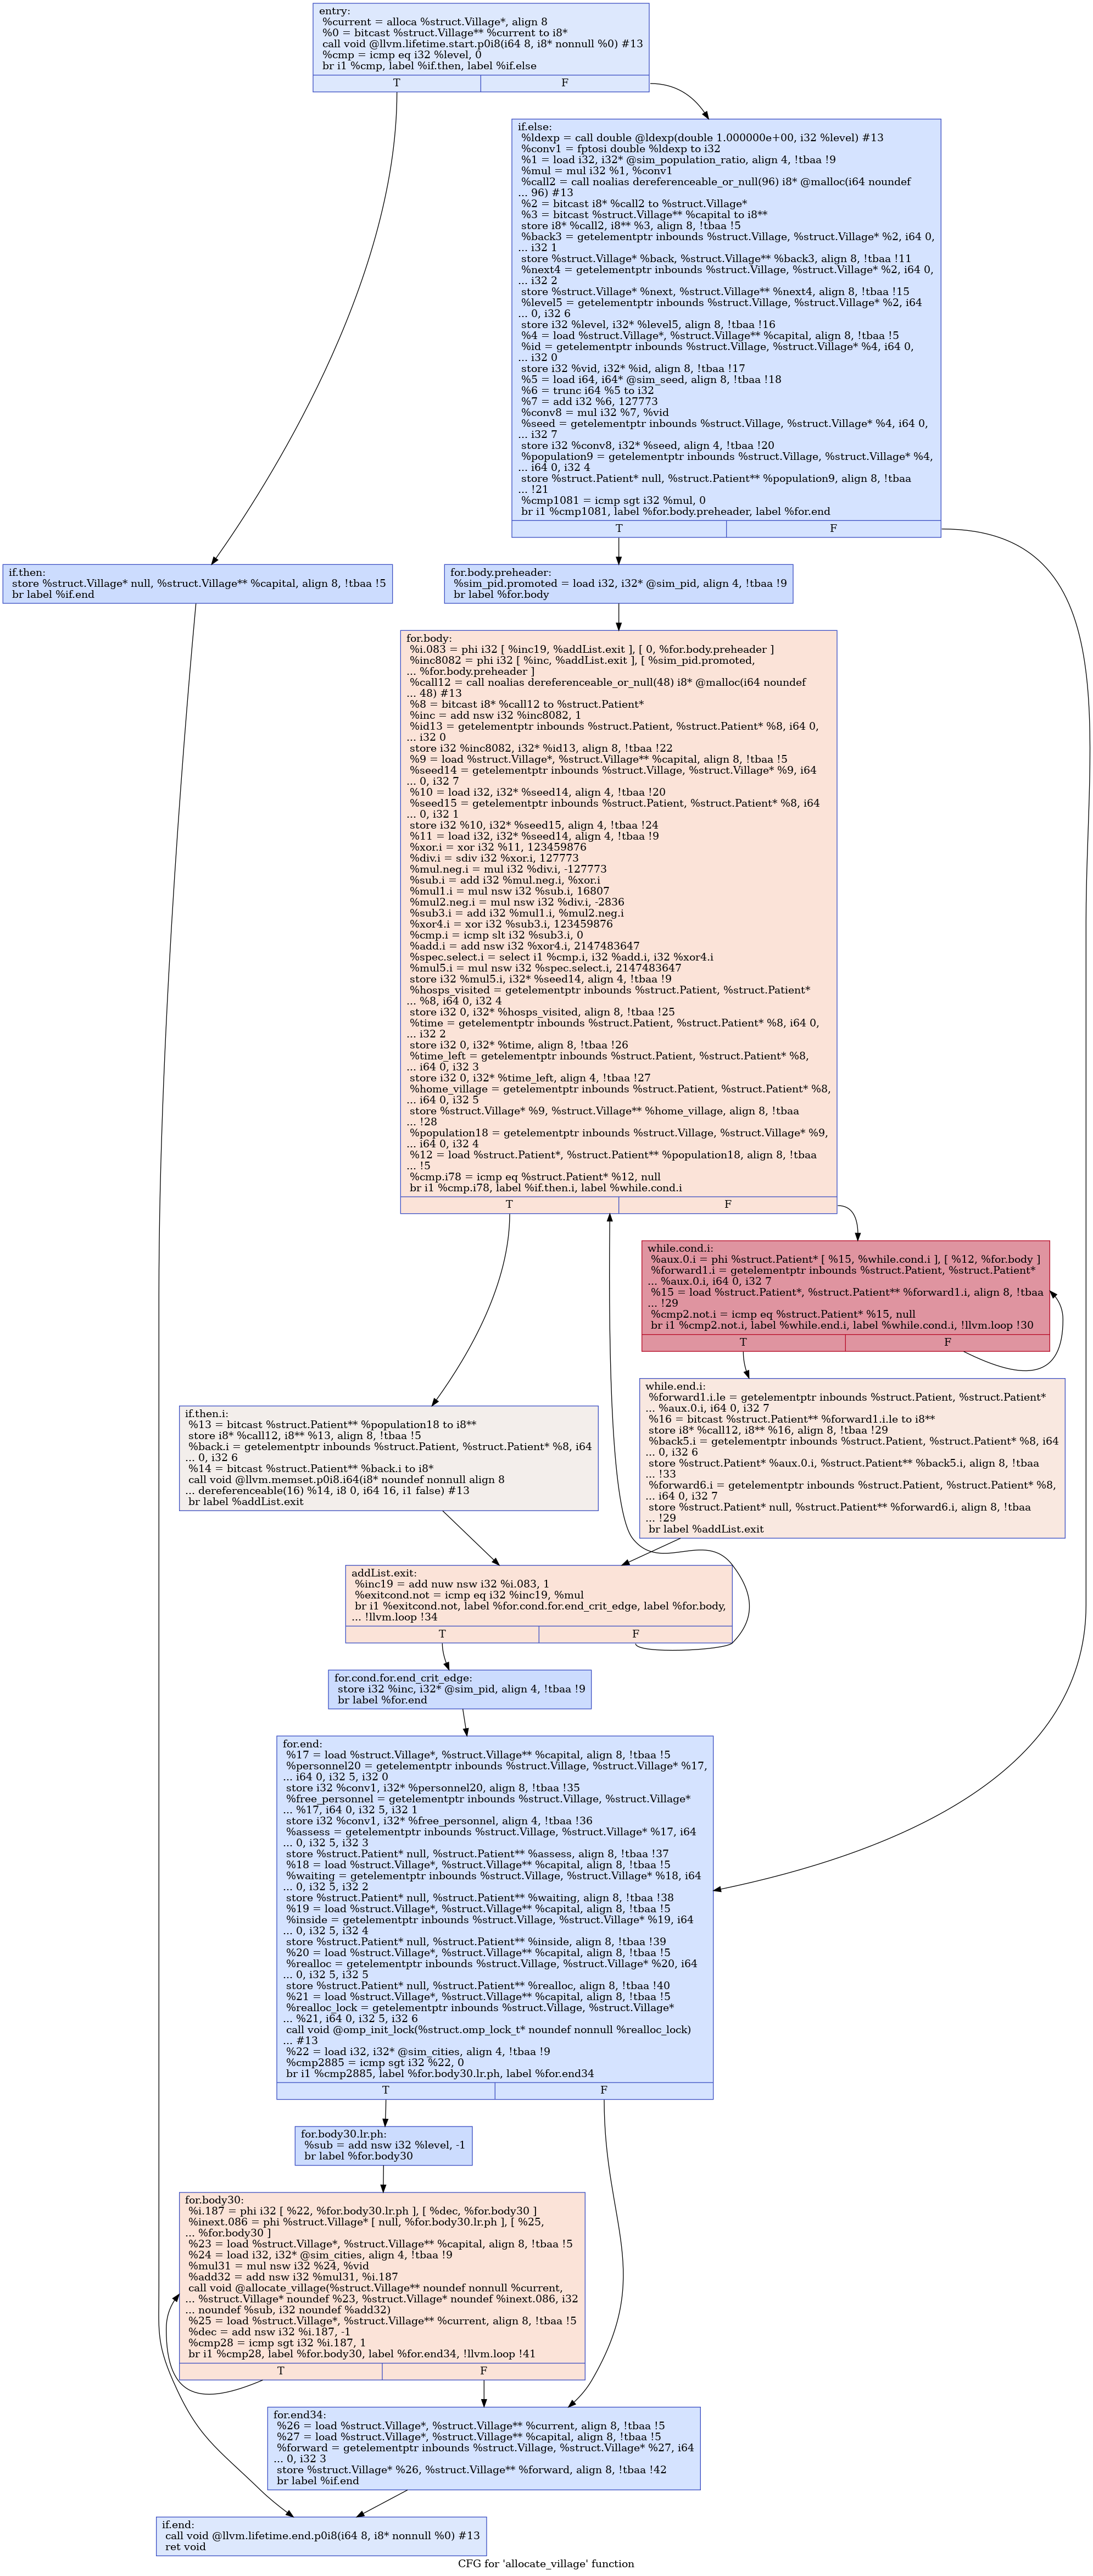 entry:
%current = alloca %struct.Village*, align 8
%0 = bitcast %struct.Village** %current to i8*
call void @llvm.lifetime.start.p0i8(i64 8, i8* nonnull %0) #13
%cmp = icmp eq i32 %level, 0
br i1 %cmp, label %if.then, label %if.else
T F
if.else:
%ldexp = call double @ldexp(double 1.000000e+00, i32 %level) #13
%conv1 = fptosi double %ldexp to i32
%1 = load i32, i32* @sim_population_ratio, align 4, !tbaa !9
%mul = mul i32 %1, %conv1
%call2 = call noalias dereferenceable_or_null(96) i8* @malloc(i64 noundef
... 96) #13
%2 = bitcast i8* %call2 to %struct.Village*
%3 = bitcast %struct.Village** %capital to i8**
store i8* %call2, i8** %3, align 8, !tbaa !5
%back3 = getelementptr inbounds %struct.Village, %struct.Village* %2, i64 0,
... i32 1
store %struct.Village* %back, %struct.Village** %back3, align 8, !tbaa !11
%next4 = getelementptr inbounds %struct.Village, %struct.Village* %2, i64 0,
... i32 2
store %struct.Village* %next, %struct.Village** %next4, align 8, !tbaa !15
%level5 = getelementptr inbounds %struct.Village, %struct.Village* %2, i64
... 0, i32 6
store i32 %level, i32* %level5, align 8, !tbaa !16
%4 = load %struct.Village*, %struct.Village** %capital, align 8, !tbaa !5
%id = getelementptr inbounds %struct.Village, %struct.Village* %4, i64 0,
... i32 0
store i32 %vid, i32* %id, align 8, !tbaa !17
%5 = load i64, i64* @sim_seed, align 8, !tbaa !18
%6 = trunc i64 %5 to i32
%7 = add i32 %6, 127773
%conv8 = mul i32 %7, %vid
%seed = getelementptr inbounds %struct.Village, %struct.Village* %4, i64 0,
... i32 7
store i32 %conv8, i32* %seed, align 4, !tbaa !20
%population9 = getelementptr inbounds %struct.Village, %struct.Village* %4,
... i64 0, i32 4
store %struct.Patient* null, %struct.Patient** %population9, align 8, !tbaa
... !21
%cmp1081 = icmp sgt i32 %mul, 0
br i1 %cmp1081, label %for.body.preheader, label %for.end
T F
if.then:
store %struct.Village* null, %struct.Village** %capital, align 8, !tbaa !5
br label %if.end
for.body.preheader:
%sim_pid.promoted = load i32, i32* @sim_pid, align 4, !tbaa !9
br label %for.body
for.body:
%i.083 = phi i32 [ %inc19, %addList.exit ], [ 0, %for.body.preheader ]
%inc8082 = phi i32 [ %inc, %addList.exit ], [ %sim_pid.promoted,
... %for.body.preheader ]
%call12 = call noalias dereferenceable_or_null(48) i8* @malloc(i64 noundef
... 48) #13
%8 = bitcast i8* %call12 to %struct.Patient*
%inc = add nsw i32 %inc8082, 1
%id13 = getelementptr inbounds %struct.Patient, %struct.Patient* %8, i64 0,
... i32 0
store i32 %inc8082, i32* %id13, align 8, !tbaa !22
%9 = load %struct.Village*, %struct.Village** %capital, align 8, !tbaa !5
%seed14 = getelementptr inbounds %struct.Village, %struct.Village* %9, i64
... 0, i32 7
%10 = load i32, i32* %seed14, align 4, !tbaa !20
%seed15 = getelementptr inbounds %struct.Patient, %struct.Patient* %8, i64
... 0, i32 1
store i32 %10, i32* %seed15, align 4, !tbaa !24
%11 = load i32, i32* %seed14, align 4, !tbaa !9
%xor.i = xor i32 %11, 123459876
%div.i = sdiv i32 %xor.i, 127773
%mul.neg.i = mul i32 %div.i, -127773
%sub.i = add i32 %mul.neg.i, %xor.i
%mul1.i = mul nsw i32 %sub.i, 16807
%mul2.neg.i = mul nsw i32 %div.i, -2836
%sub3.i = add i32 %mul1.i, %mul2.neg.i
%xor4.i = xor i32 %sub3.i, 123459876
%cmp.i = icmp slt i32 %sub3.i, 0
%add.i = add nsw i32 %xor4.i, 2147483647
%spec.select.i = select i1 %cmp.i, i32 %add.i, i32 %xor4.i
%mul5.i = mul nsw i32 %spec.select.i, 2147483647
store i32 %mul5.i, i32* %seed14, align 4, !tbaa !9
%hosps_visited = getelementptr inbounds %struct.Patient, %struct.Patient*
... %8, i64 0, i32 4
store i32 0, i32* %hosps_visited, align 8, !tbaa !25
%time = getelementptr inbounds %struct.Patient, %struct.Patient* %8, i64 0,
... i32 2
store i32 0, i32* %time, align 8, !tbaa !26
%time_left = getelementptr inbounds %struct.Patient, %struct.Patient* %8,
... i64 0, i32 3
store i32 0, i32* %time_left, align 4, !tbaa !27
%home_village = getelementptr inbounds %struct.Patient, %struct.Patient* %8,
... i64 0, i32 5
store %struct.Village* %9, %struct.Village** %home_village, align 8, !tbaa
... !28
%population18 = getelementptr inbounds %struct.Village, %struct.Village* %9,
... i64 0, i32 4
%12 = load %struct.Patient*, %struct.Patient** %population18, align 8, !tbaa
... !5
%cmp.i78 = icmp eq %struct.Patient* %12, null
br i1 %cmp.i78, label %if.then.i, label %while.cond.i
T F
while.cond.i:
%aux.0.i = phi %struct.Patient* [ %15, %while.cond.i ], [ %12, %for.body ]
%forward1.i = getelementptr inbounds %struct.Patient, %struct.Patient*
... %aux.0.i, i64 0, i32 7
%15 = load %struct.Patient*, %struct.Patient** %forward1.i, align 8, !tbaa
... !29
%cmp2.not.i = icmp eq %struct.Patient* %15, null
br i1 %cmp2.not.i, label %while.end.i, label %while.cond.i, !llvm.loop !30
T F
if.then.i:
%13 = bitcast %struct.Patient** %population18 to i8**
store i8* %call12, i8** %13, align 8, !tbaa !5
%back.i = getelementptr inbounds %struct.Patient, %struct.Patient* %8, i64
... 0, i32 6
%14 = bitcast %struct.Patient** %back.i to i8*
call void @llvm.memset.p0i8.i64(i8* noundef nonnull align 8
... dereferenceable(16) %14, i8 0, i64 16, i1 false) #13
br label %addList.exit
while.end.i:
%forward1.i.le = getelementptr inbounds %struct.Patient, %struct.Patient*
... %aux.0.i, i64 0, i32 7
%16 = bitcast %struct.Patient** %forward1.i.le to i8**
store i8* %call12, i8** %16, align 8, !tbaa !29
%back5.i = getelementptr inbounds %struct.Patient, %struct.Patient* %8, i64
... 0, i32 6
store %struct.Patient* %aux.0.i, %struct.Patient** %back5.i, align 8, !tbaa
... !33
%forward6.i = getelementptr inbounds %struct.Patient, %struct.Patient* %8,
... i64 0, i32 7
store %struct.Patient* null, %struct.Patient** %forward6.i, align 8, !tbaa
... !29
br label %addList.exit
addList.exit:
%inc19 = add nuw nsw i32 %i.083, 1
%exitcond.not = icmp eq i32 %inc19, %mul
br i1 %exitcond.not, label %for.cond.for.end_crit_edge, label %for.body,
... !llvm.loop !34
T F
for.cond.for.end_crit_edge:
store i32 %inc, i32* @sim_pid, align 4, !tbaa !9
br label %for.end
for.end:
%17 = load %struct.Village*, %struct.Village** %capital, align 8, !tbaa !5
%personnel20 = getelementptr inbounds %struct.Village, %struct.Village* %17,
... i64 0, i32 5, i32 0
store i32 %conv1, i32* %personnel20, align 8, !tbaa !35
%free_personnel = getelementptr inbounds %struct.Village, %struct.Village*
... %17, i64 0, i32 5, i32 1
store i32 %conv1, i32* %free_personnel, align 4, !tbaa !36
%assess = getelementptr inbounds %struct.Village, %struct.Village* %17, i64
... 0, i32 5, i32 3
store %struct.Patient* null, %struct.Patient** %assess, align 8, !tbaa !37
%18 = load %struct.Village*, %struct.Village** %capital, align 8, !tbaa !5
%waiting = getelementptr inbounds %struct.Village, %struct.Village* %18, i64
... 0, i32 5, i32 2
store %struct.Patient* null, %struct.Patient** %waiting, align 8, !tbaa !38
%19 = load %struct.Village*, %struct.Village** %capital, align 8, !tbaa !5
%inside = getelementptr inbounds %struct.Village, %struct.Village* %19, i64
... 0, i32 5, i32 4
store %struct.Patient* null, %struct.Patient** %inside, align 8, !tbaa !39
%20 = load %struct.Village*, %struct.Village** %capital, align 8, !tbaa !5
%realloc = getelementptr inbounds %struct.Village, %struct.Village* %20, i64
... 0, i32 5, i32 5
store %struct.Patient* null, %struct.Patient** %realloc, align 8, !tbaa !40
%21 = load %struct.Village*, %struct.Village** %capital, align 8, !tbaa !5
%realloc_lock = getelementptr inbounds %struct.Village, %struct.Village*
... %21, i64 0, i32 5, i32 6
call void @omp_init_lock(%struct.omp_lock_t* noundef nonnull %realloc_lock)
... #13
%22 = load i32, i32* @sim_cities, align 4, !tbaa !9
%cmp2885 = icmp sgt i32 %22, 0
br i1 %cmp2885, label %for.body30.lr.ph, label %for.end34
T F
for.body30.lr.ph:
%sub = add nsw i32 %level, -1
br label %for.body30
for.body30:
%i.187 = phi i32 [ %22, %for.body30.lr.ph ], [ %dec, %for.body30 ]
%inext.086 = phi %struct.Village* [ null, %for.body30.lr.ph ], [ %25,
... %for.body30 ]
%23 = load %struct.Village*, %struct.Village** %capital, align 8, !tbaa !5
%24 = load i32, i32* @sim_cities, align 4, !tbaa !9
%mul31 = mul nsw i32 %24, %vid
%add32 = add nsw i32 %mul31, %i.187
call void @allocate_village(%struct.Village** noundef nonnull %current,
... %struct.Village* noundef %23, %struct.Village* noundef %inext.086, i32
... noundef %sub, i32 noundef %add32)
%25 = load %struct.Village*, %struct.Village** %current, align 8, !tbaa !5
%dec = add nsw i32 %i.187, -1
%cmp28 = icmp sgt i32 %i.187, 1
br i1 %cmp28, label %for.body30, label %for.end34, !llvm.loop !41
T F
for.end34:
%26 = load %struct.Village*, %struct.Village** %current, align 8, !tbaa !5
%27 = load %struct.Village*, %struct.Village** %capital, align 8, !tbaa !5
%forward = getelementptr inbounds %struct.Village, %struct.Village* %27, i64
... 0, i32 3
store %struct.Village* %26, %struct.Village** %forward, align 8, !tbaa !42
br label %if.end
if.end:
call void @llvm.lifetime.end.p0i8(i64 8, i8* nonnull %0) #13
ret void
CFG for 'allocate_village' function